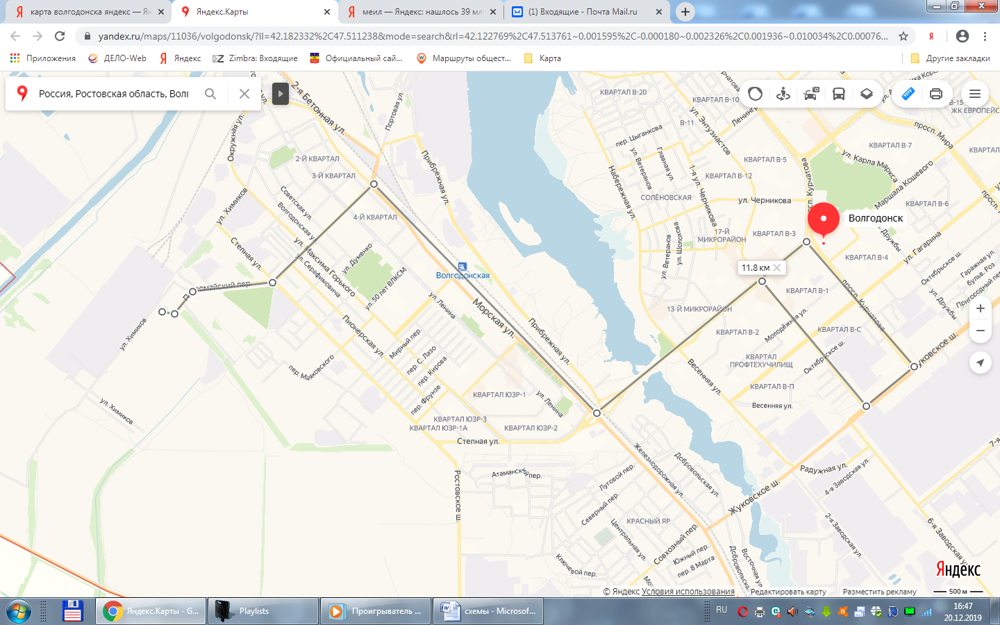 карта волгодонска яндекс — Ян
Яндекс.Карты
меил — Яндекс: нашлось 39 мл
(1) Входящие - Почта Mail.ru
yandex.ru/maps/11036/volgodonsk/?ll=42.182332%2C47.511238&mode=search&rl=42.122769%2C47.513761~0.001595%2C-0.000180~0.002326%2C0.001936~0.010034%2C0.00076...
Приложения
ДЕЛО-Web
Яндекс
Zimbra: Входящие
Официальный сай...
Маршруты общест...
Карта
Другие закладки
Россия, Ростовская область, Волг
2-я Бетонная ул.
Портовая ул.
Окружная ул.
Прибрежная ул.
2-Й КВАРТАЛ
3-Й КВАРТАЛ
4-Й КВАРТАЛ
ул. Химиков
Советская ул.
Волгодонская ул.
Степная ул.
ул. Максима Горького
ул. Серафимовича
ул. Думенко
ул. 50 лет ВЛКСМ
Волгодонская
ул. Ленина
Морская ул.
Прибрежная ул.
Пионерская ул.
Мирный пер.
пер. С. Лазо
пер. Кирова
пер. Фрунзе
пер. Маяковского
ул. Химиков
ул. Химиков
КВАРТАЛ ЮЗР-1
ул. Ленина
КВАРТАЛ ЮЗР-3
КВАРТАЛ ЮЗР-1А
КВАРТАЛ ЮЗР-2
Степная ул.
Ростовское ш.
Атаманский пер.
КВАРТАЛ В-20
КВАРТАЛ В-10
В-11
ул. Энтузиастов
пер. Цыганкова
ул. Ветеранов
Главная ул.
1-я ул. Черникова
Набережная ул.
СОЛЁНОВСКАЯ
КВАРТАЛ В-5
КВАРТАЛ В-12
ул. Черникова
просп. Курчатова
КВАРТАЛ В-7
просп. Мира
ул. Карла Маркса
Маршала Кошевого
КВАРТАЛ В-6
В-15
ЖК ЕВРОПЕЙС
КВАРТАЛ
просп.
Волгодонск
17-Й
МИКРОРАЙОН
КВАРТАЛ В-3
ул. Дружбы
ул. Гагарина
КВАРТАЛ В-4
ул. Ветеранов
ул. Шолохова
11.8 км
КВАРТАЛ В-1
просп. Курчатова
Октябрьское ш.
Гаражная ул.
бульв. Роз
Пригородный пер.
ул. Дружбы
13-Й МИКРОРАЙОН
КВАРТАЛ В-2
Молодёжная ул.
КВАРТАЛ В-С
Октябрьское ш.
Жуковское ш.
КВАРТАЛ
ПРОФТЕХУЧИЛИЩ
Весенняя ул.
КВАРТАЛ В-П
Весенняя ул.
Железнодорожная ул.
Добровольская ул.
Луговой пер.
Северный пер.
КРАСНЫЙ ЯР
Центральная ул.
Совхозный пер.
Южный пер.
пер. 8 Марта
Ключевой пер.
Восточная ул.
Жуковское ш.
Радужная ул.
4-я Заводская ул.
2-я Заводская ул.
6-я Заводская ул.
7-я
Яндекс
© Яндекс Условия использования
Редактировать карту
Разместить рекламу
500 м
Яндекс.Карты - G...
Playlists
Проигрыватель ...
схемы - Microsof...
RU
16:47
20.12.2019